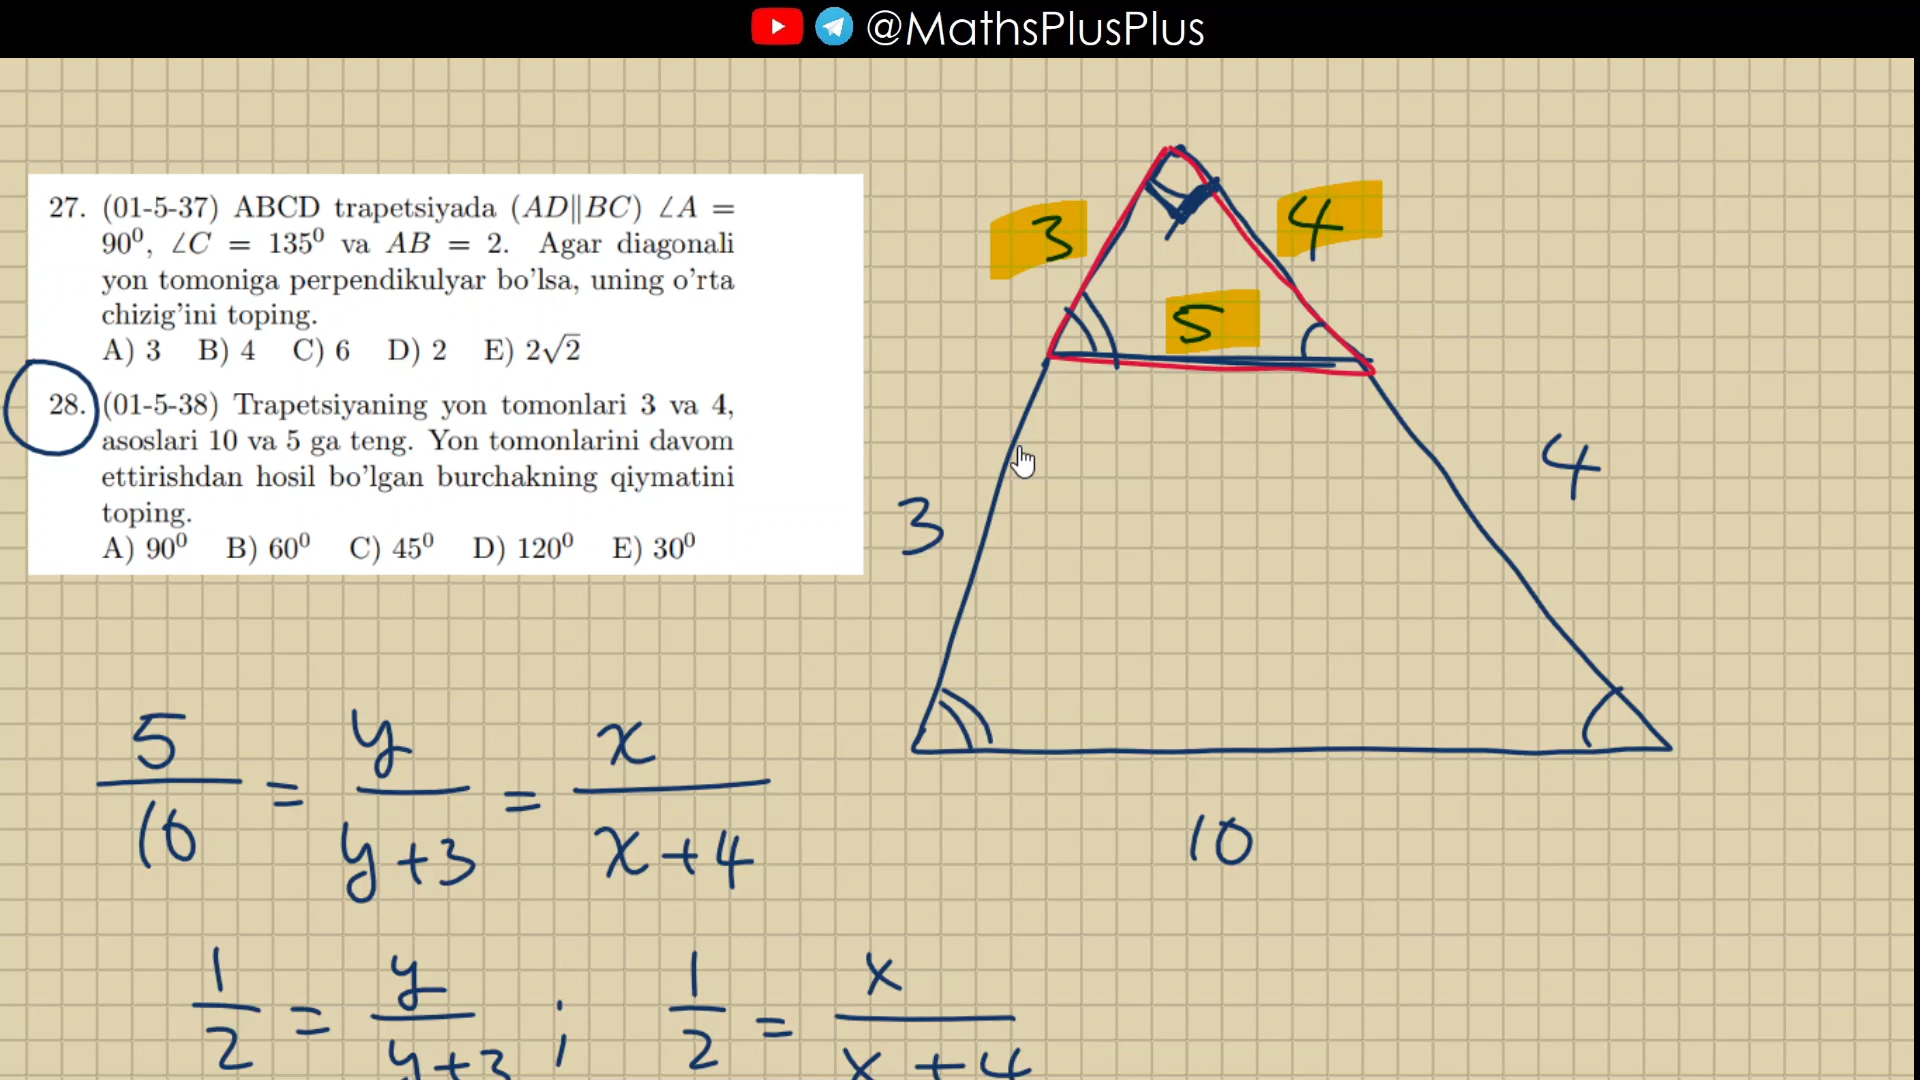 @MathsPlusPlus
27. (01-5-37) ABCD trapetsiyada (AD∥BC) ∠A =
90⁰, ∠C = 135⁰ va AB = 2. Agar diagonali
yon tomoniga perpendikulyar bo'lsa, uning o'rta
chizig'ini toping.
A) 3 B) 4 C) 6 D) 2 E) 2√2
28. (01-5-38) Trapetsiyaning yon tomonlari 3 va 4,
asoslari 10 va 5 ga teng. Yon tomonlarini davom
ettirishdan hosil bo'lgan burchakning qiymatini
toping.
A) 90⁰ B) 60⁰ C) 45⁰ D) 120⁰ E) 30⁰
3 4
5
3 4
10
5/10 = y/(y+3) = x/(x+4)
1/2 = y/(y+3) ; 1/2 = x/(x+4)